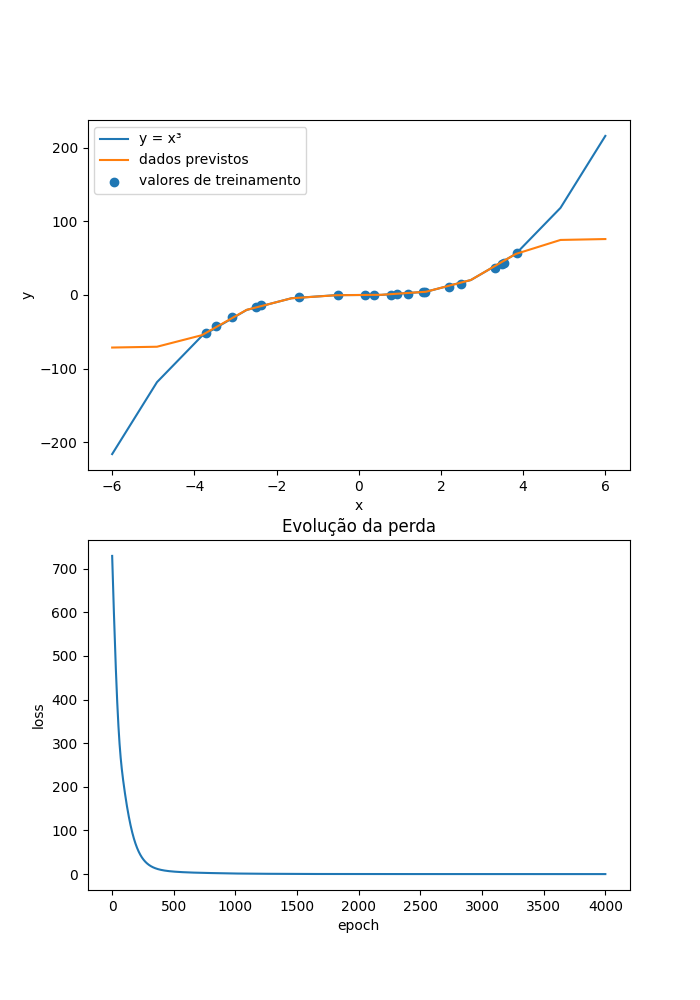 y = x³
dados previstos
valores de treinamento
200
100
0
−100
−200
y
−6 −4 −2 0 2 4 6
x
Evolução da perda
700
600
500
400
300
200
100
0
loss
0 500 1000 1500 2000 2500 3000 3500 4000
epoch